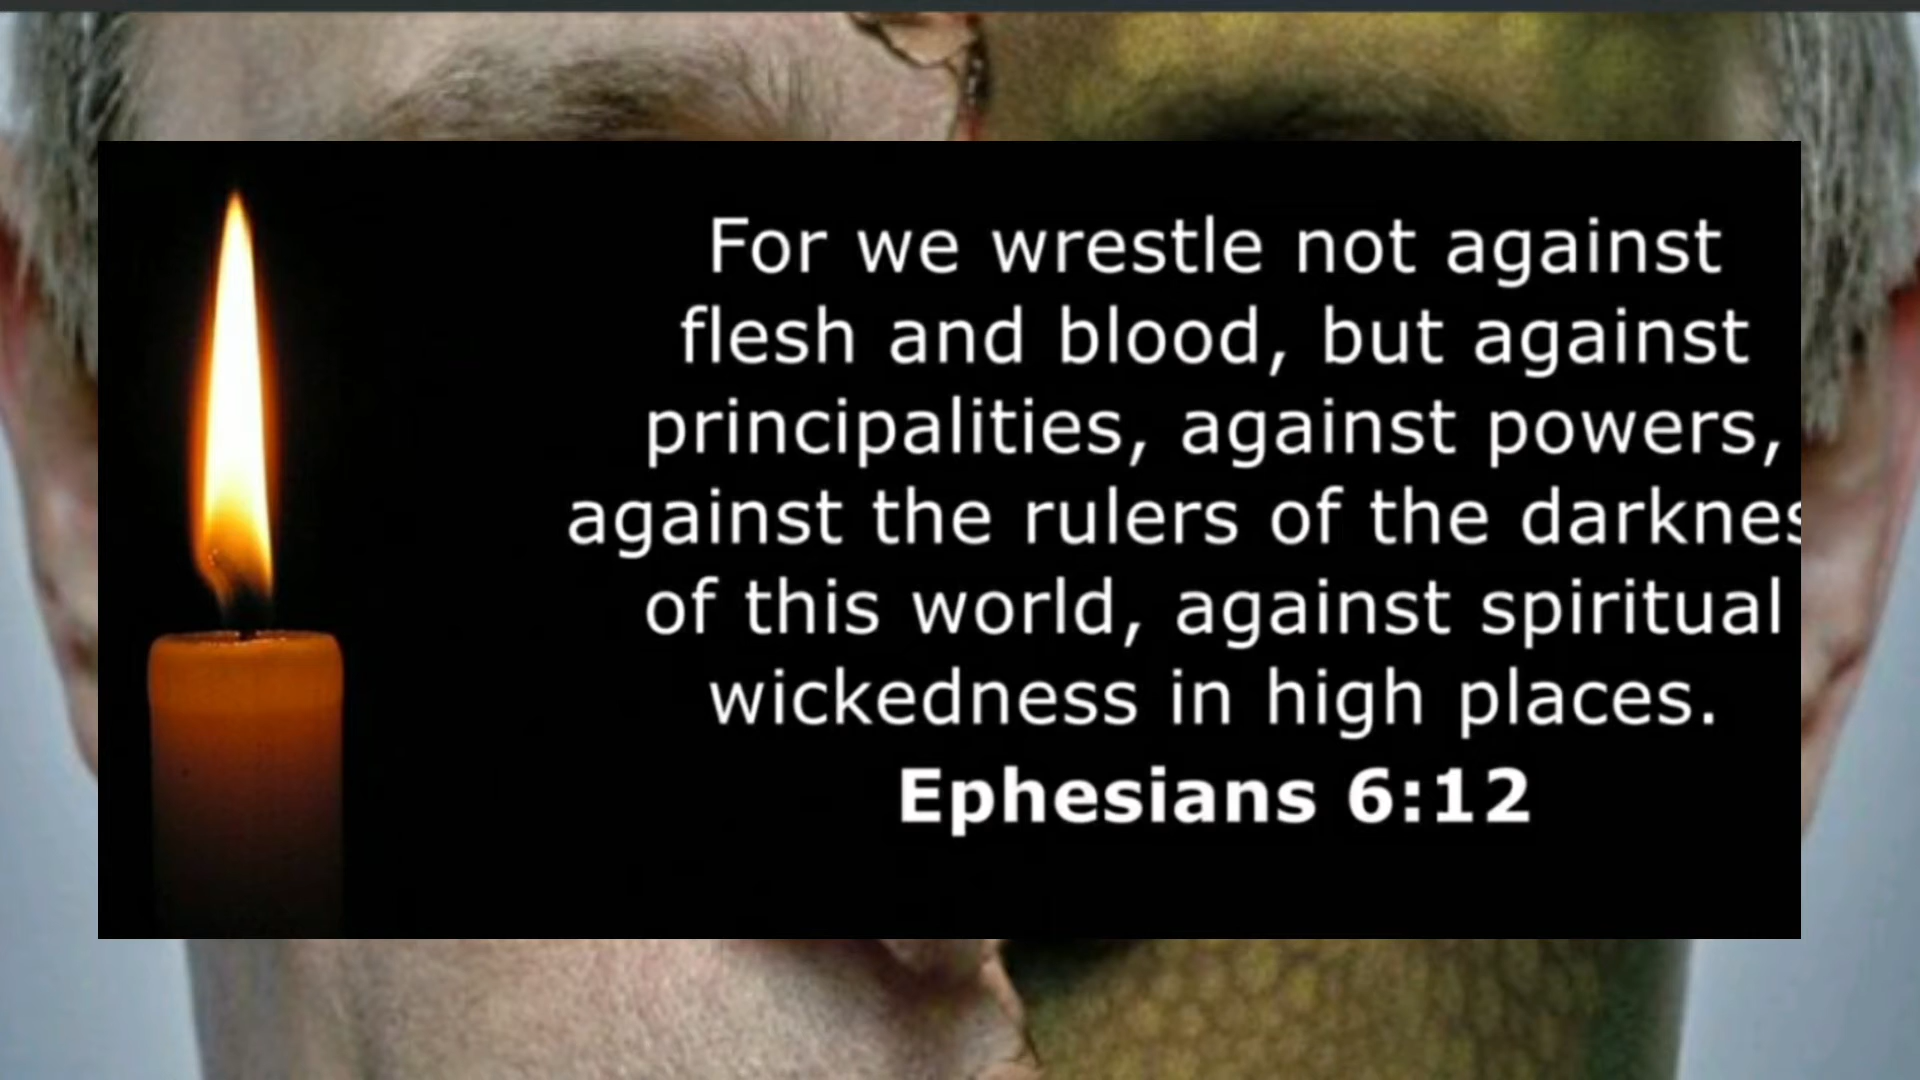 For we wrestle not against
flesh and blood, but against
principalities, against powers,
against the rulers of the darknes
of this world, against spiritual
wickedness in high places.
Ephesians 6:12